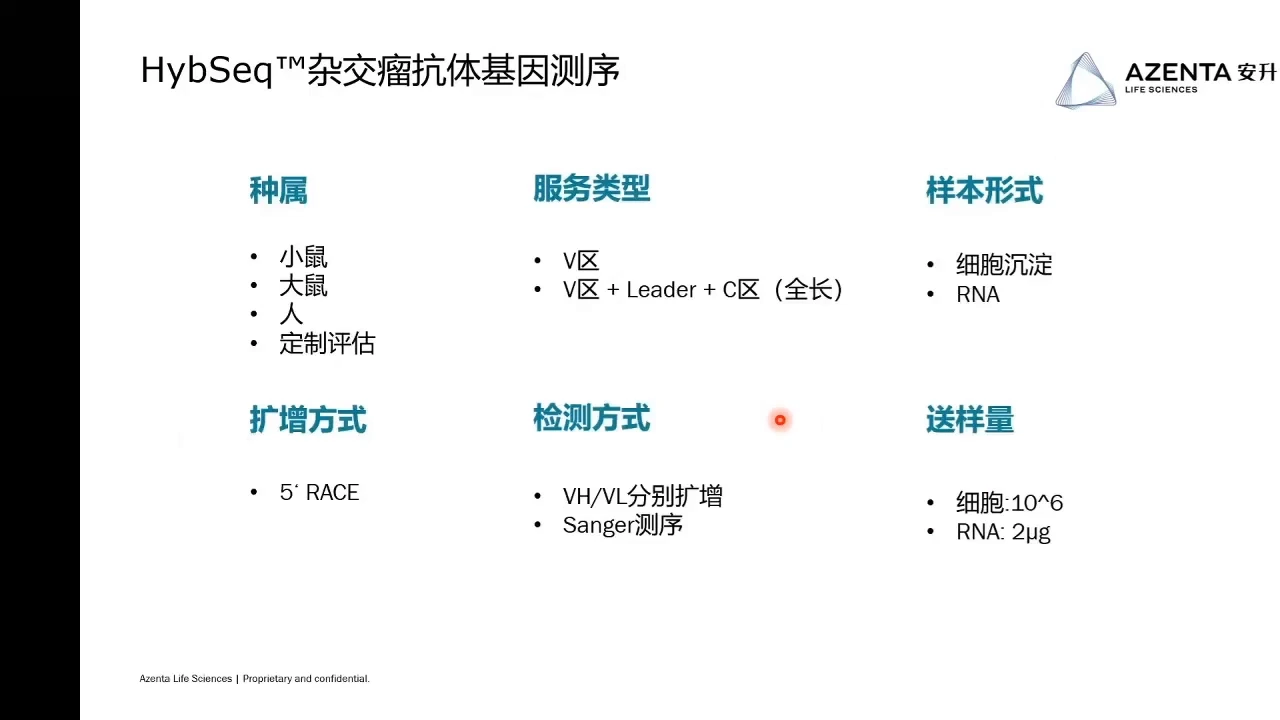 HybSeq™杂交瘤抗体基因测序
AZENTA 安升
LIFE SCIENCES
种属
• 小鼠
• 大鼠
• 人
• 定制评估
服务类型
• V区
• V区 + Leader + C区（全长）
样本形式
• 细胞沉淀
• RNA
扩增方式
• 5‘ RACE
检测方式
• VH/VL分别扩增
• Sanger测序
送样量
• 细胞:10^6
• RNA: 2µg
Azenta Life Sciences | Proprietary and confidential.